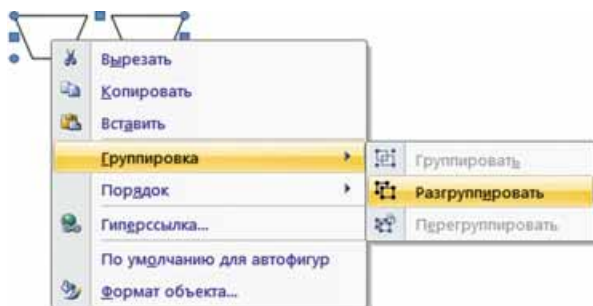 Вырезать
Копировать
Вставить
Группировка
Группировать
Порядок
Разгруппировать
Гиперссылка...
Перегруппировать
По умолчанию для автофигур
Формат объекта...